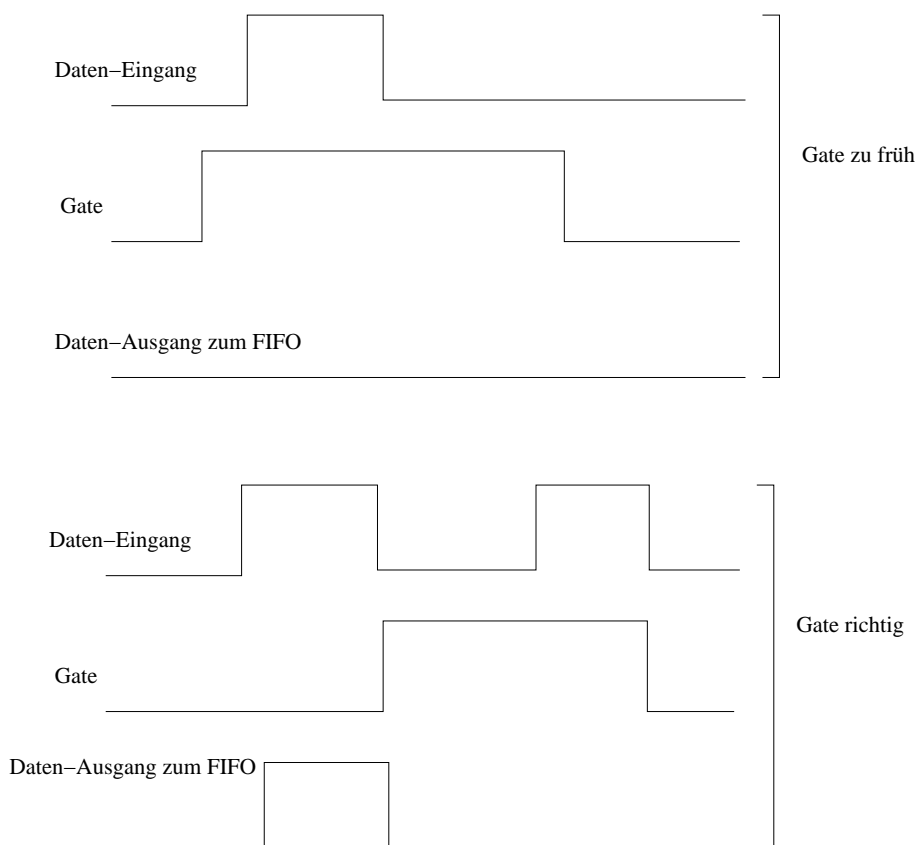 Daten−Eingang
Gate zu früh
Gate
Daten−Ausgang zum FIFO
Daten−Eingang
Gate richtig
Gate
Daten−Ausgang zum FIFO